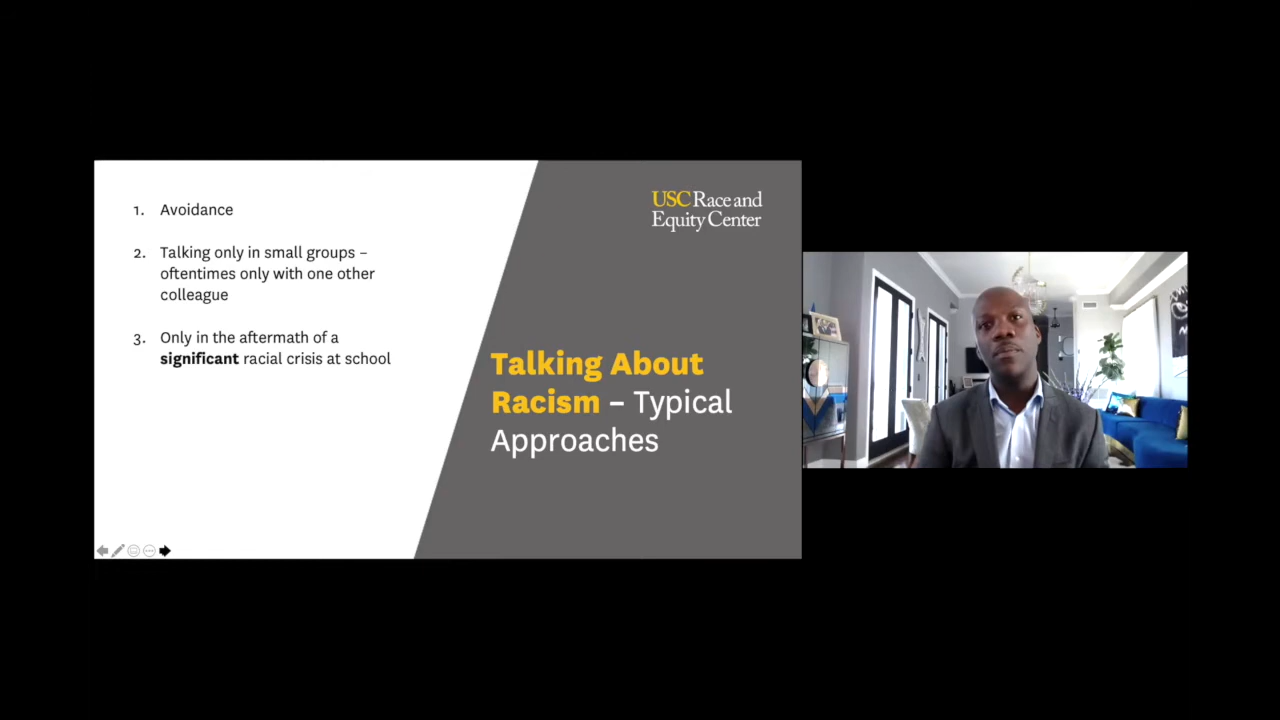 1. Avoidance
2. Talking only in small groups –
oftentimes only with one other
colleague
3. Only in the aftermath of a
significant racial crisis at school
USC Race and
Equity Center
Talking About
Racism – Typical
Approaches